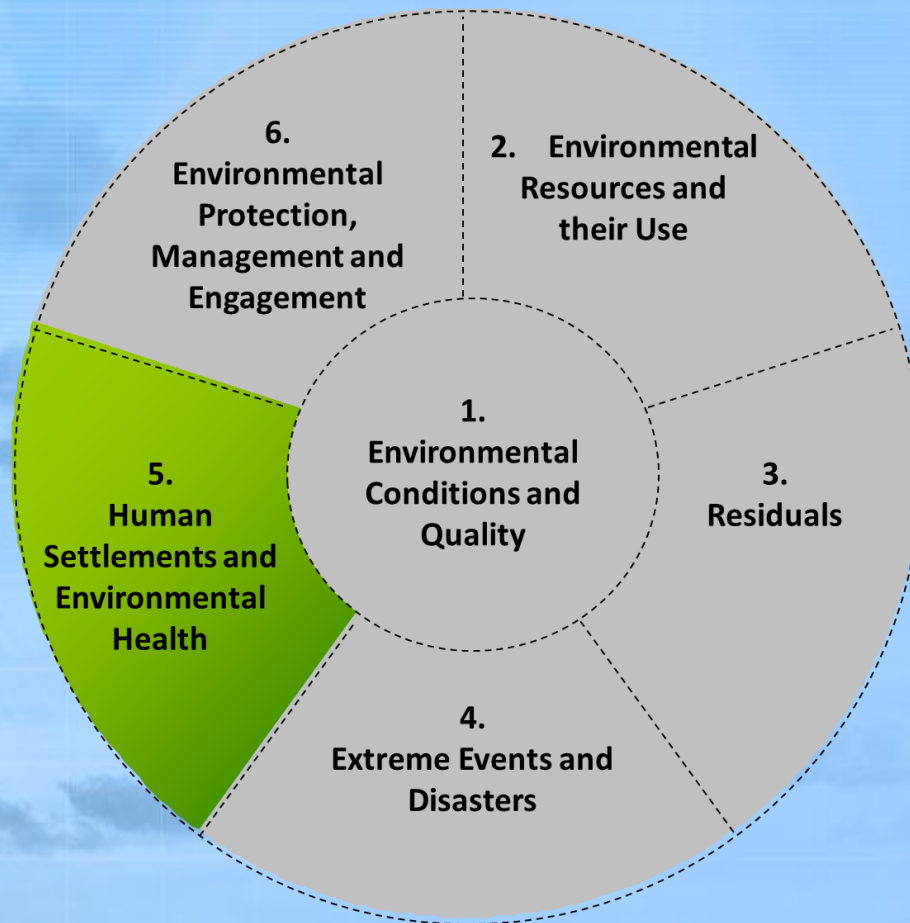 1.
Environmental
Conditions and
Quality
2. Environmental
Resources and
their Use
3.
Residuals
4.
Extreme Events and
Disasters
5.
Human
Settlements and
Environmental
Health
6.
Environmental
Protection,
Management and
Engagement